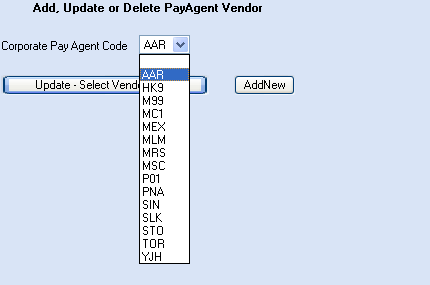 Add, Update or Delete PayAgent Vendor
Corporate Pay Agent Code AAR
AAR
HK9
M99
MC1
MEX
MLM
MRS
MSC
P01
PNA
SIN
SLK
STO
TOR
YJH
Update - Select
AddNew